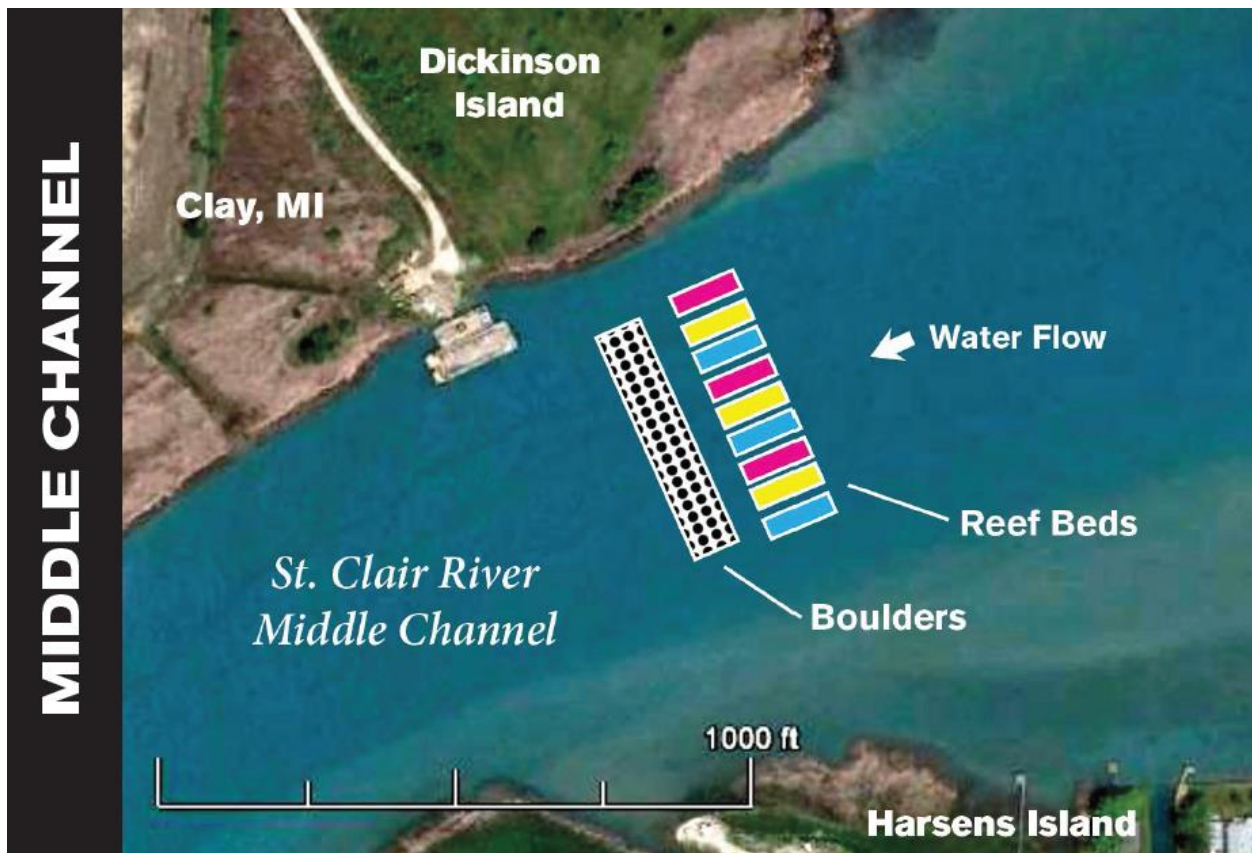 MIDDLE CHANNEL
Dickinson
Island
Clay, MI
Water Flow
Reef Beds
St. Clair River
Middle Channel
Boulders
1000 ft
Harsens Island